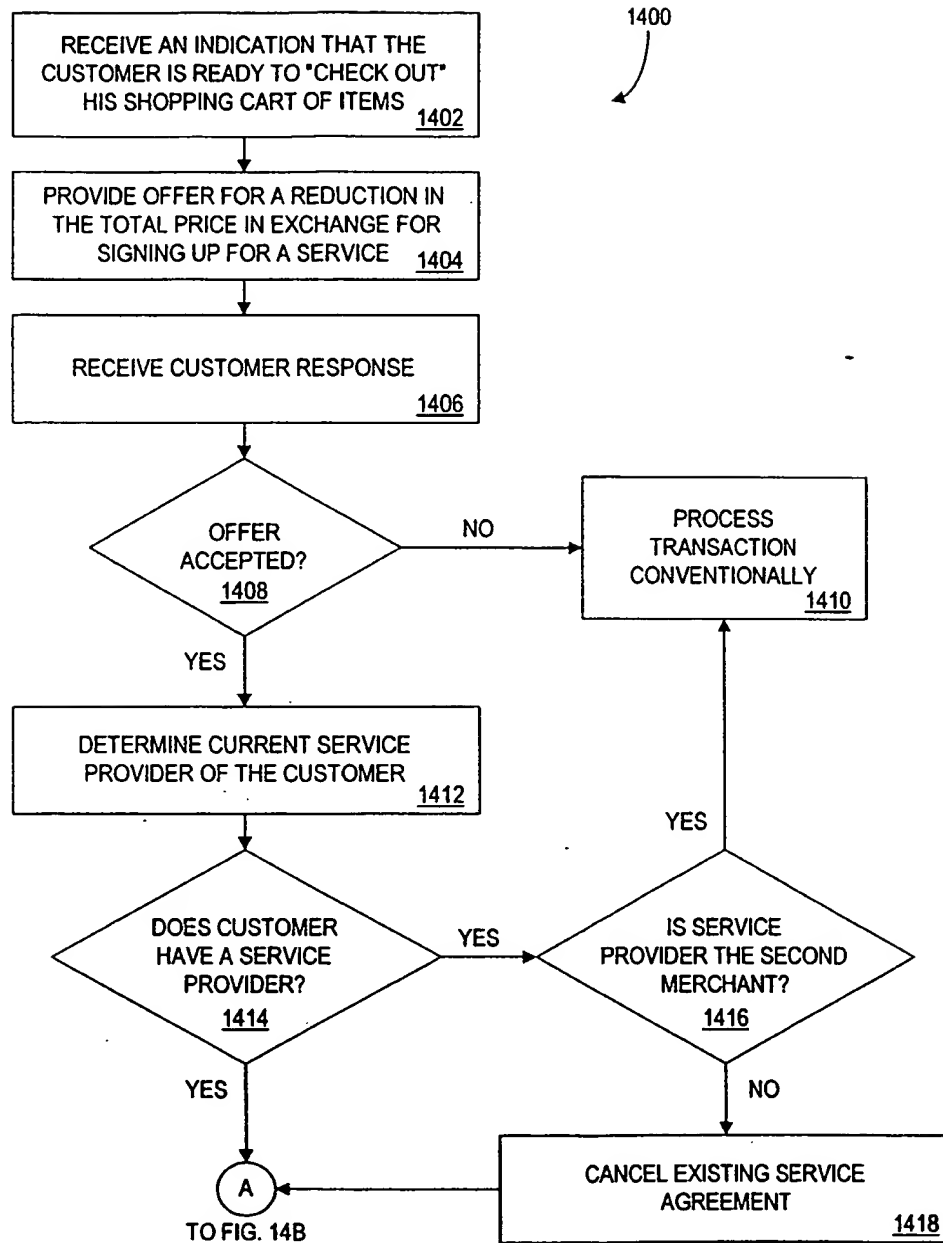 1400
RECEIVE AN INDICATION THAT THE
CUSTOMER IS READY TO "CHECK OUT"
HIS SHOPPING CART OF ITEMS
1402
PROVIDE OFFER FOR A REDUCTION IN
THE TOTAL PRICE IN EXCHANGE FOR
SIGNING UP FOR A SERVICE
1404
RECEIVE CUSTOMER RESPONSE
1406
OFFER
ACCEPTED?
1408
NO
PROCESS
TRANSACTION
CONVENTIONALLY
1410
YES
DETERMINE CURRENT SERVICE
PROVIDER OF THE CUSTOMER
1412
YES
DOES CUSTOMER
HAVE A SERVICE
PROVIDER?
1414
YES
IS SERVICE
PROVIDER THE SECOND
MERCHANT?
1416
YES
NO
A
TO FIG. 14B
CANCEL EXISTING SERVICE
AGREEMENT
1418